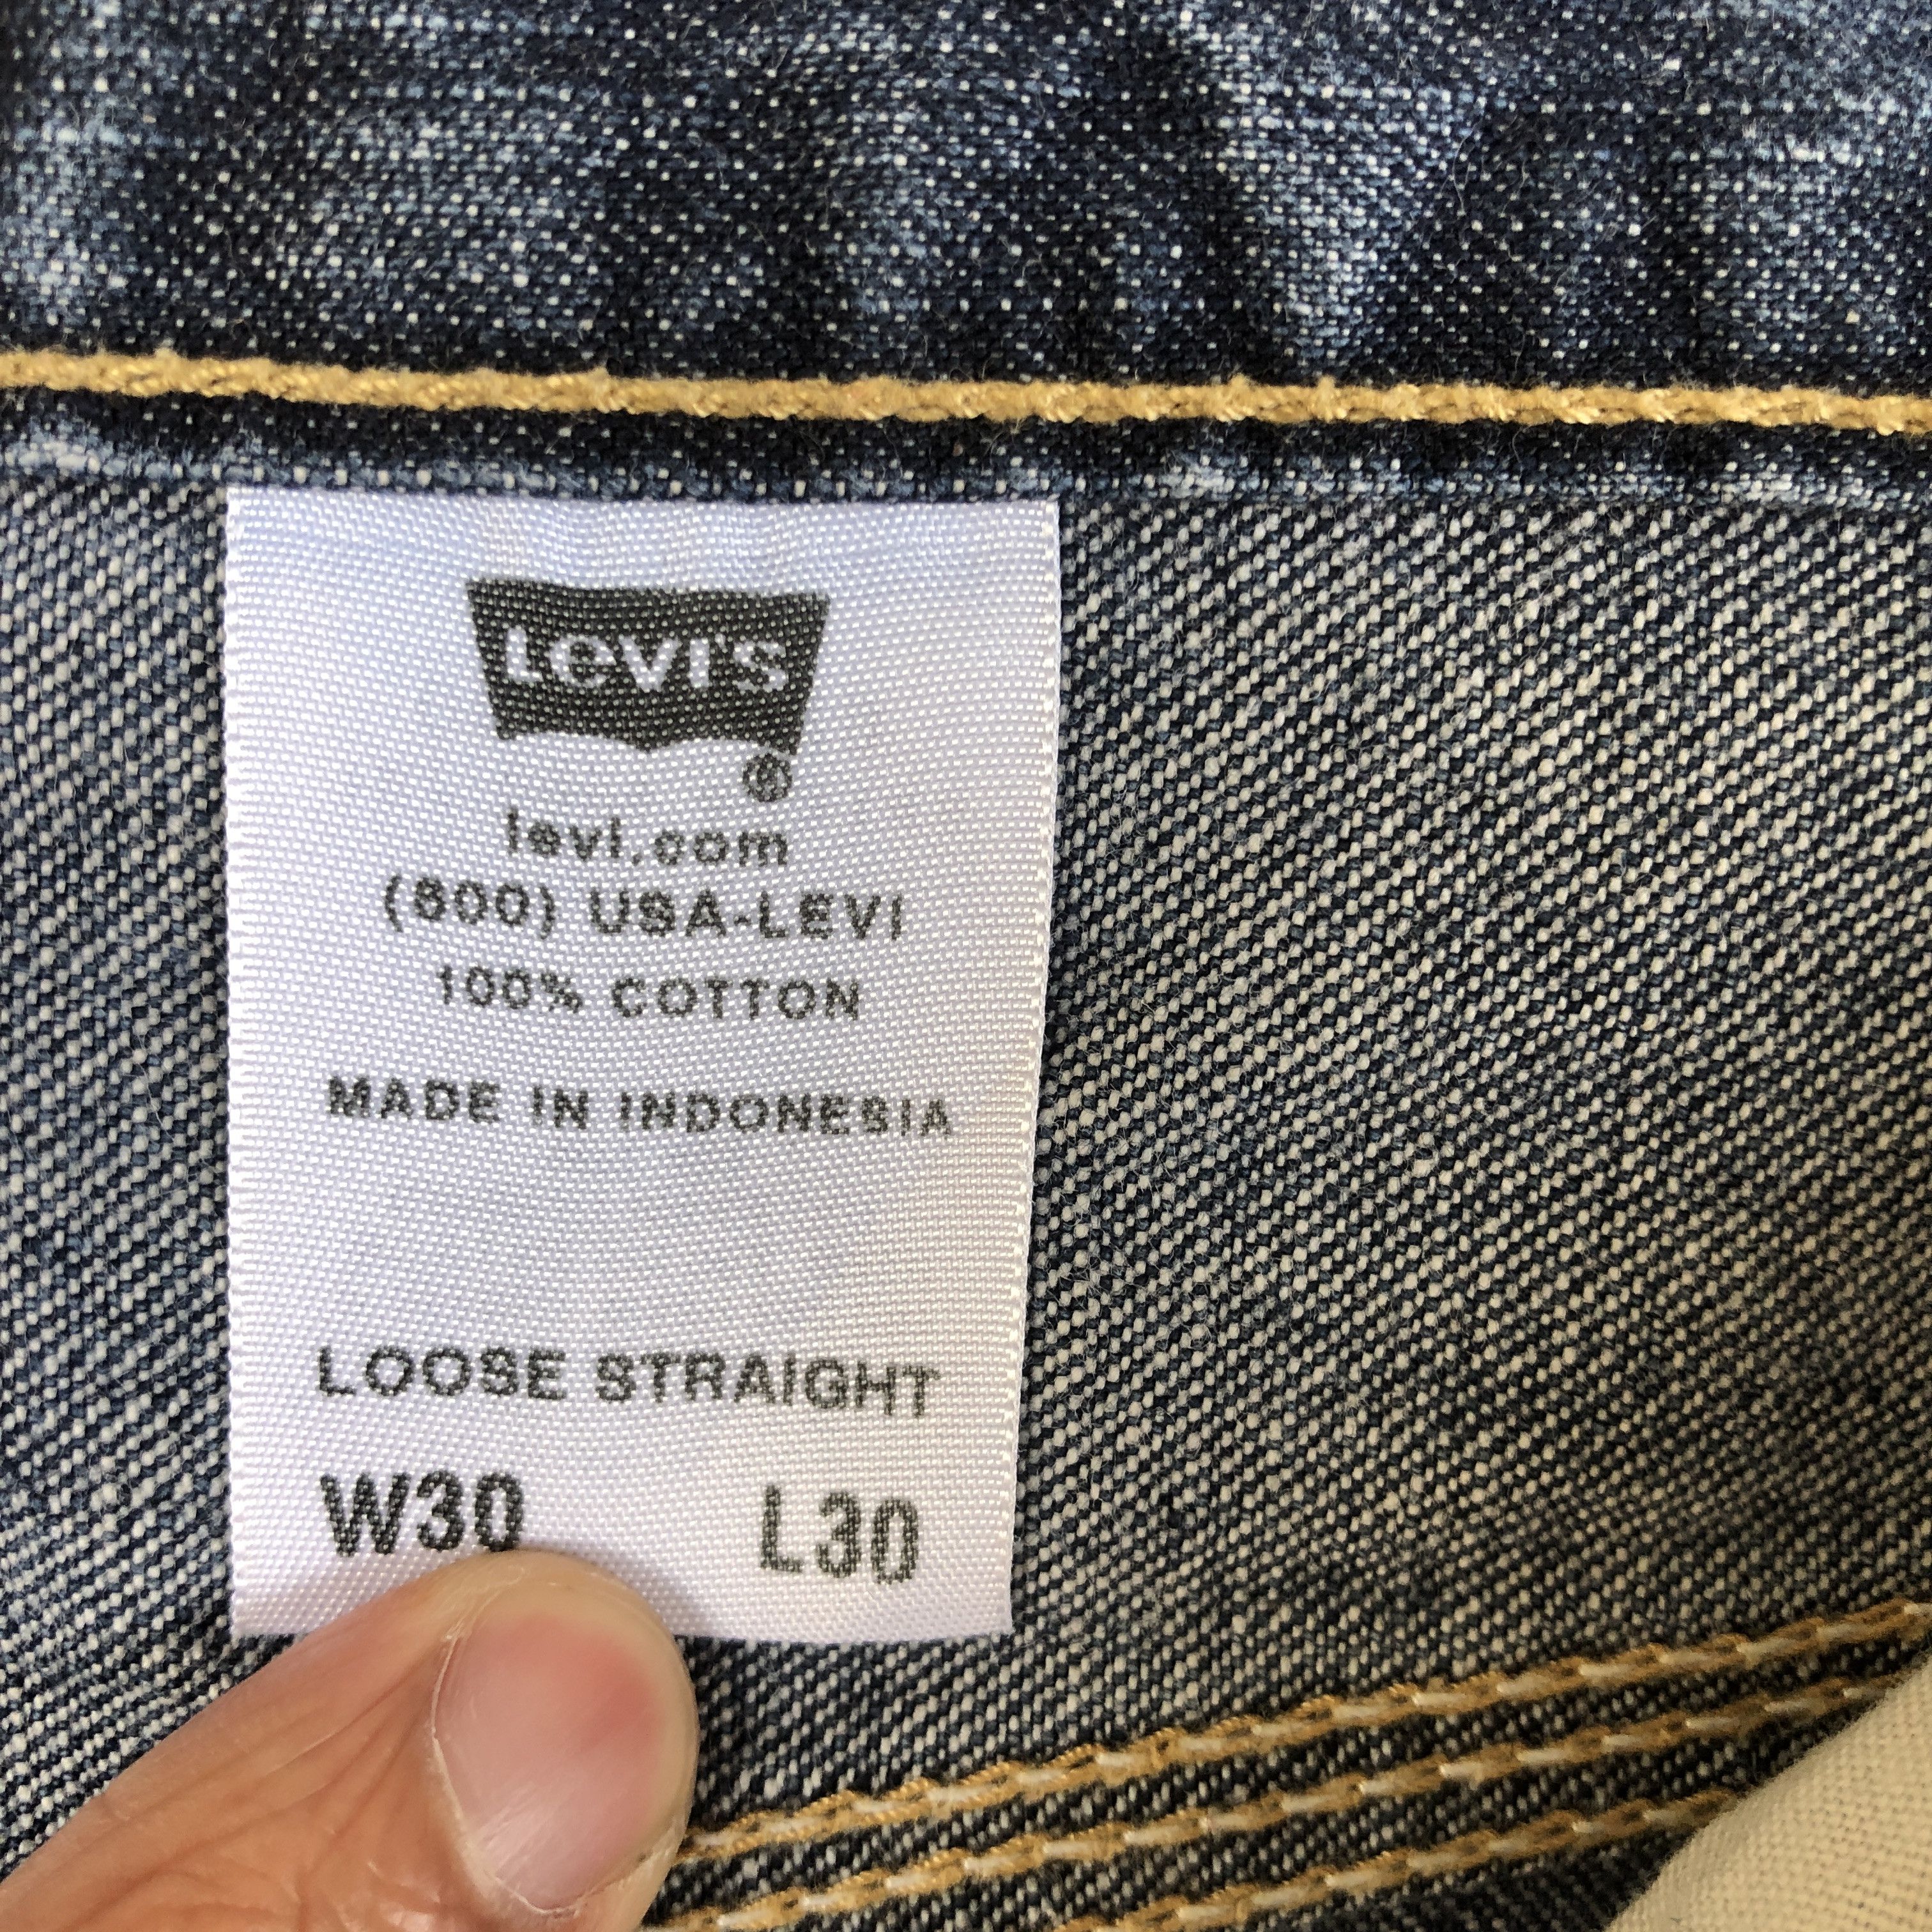 Levi's
®
levi.com
(800) USA-LEVI
100% COTTON
MADE IN INDONESIA
LOOSE STRAIGHT
W30 L30